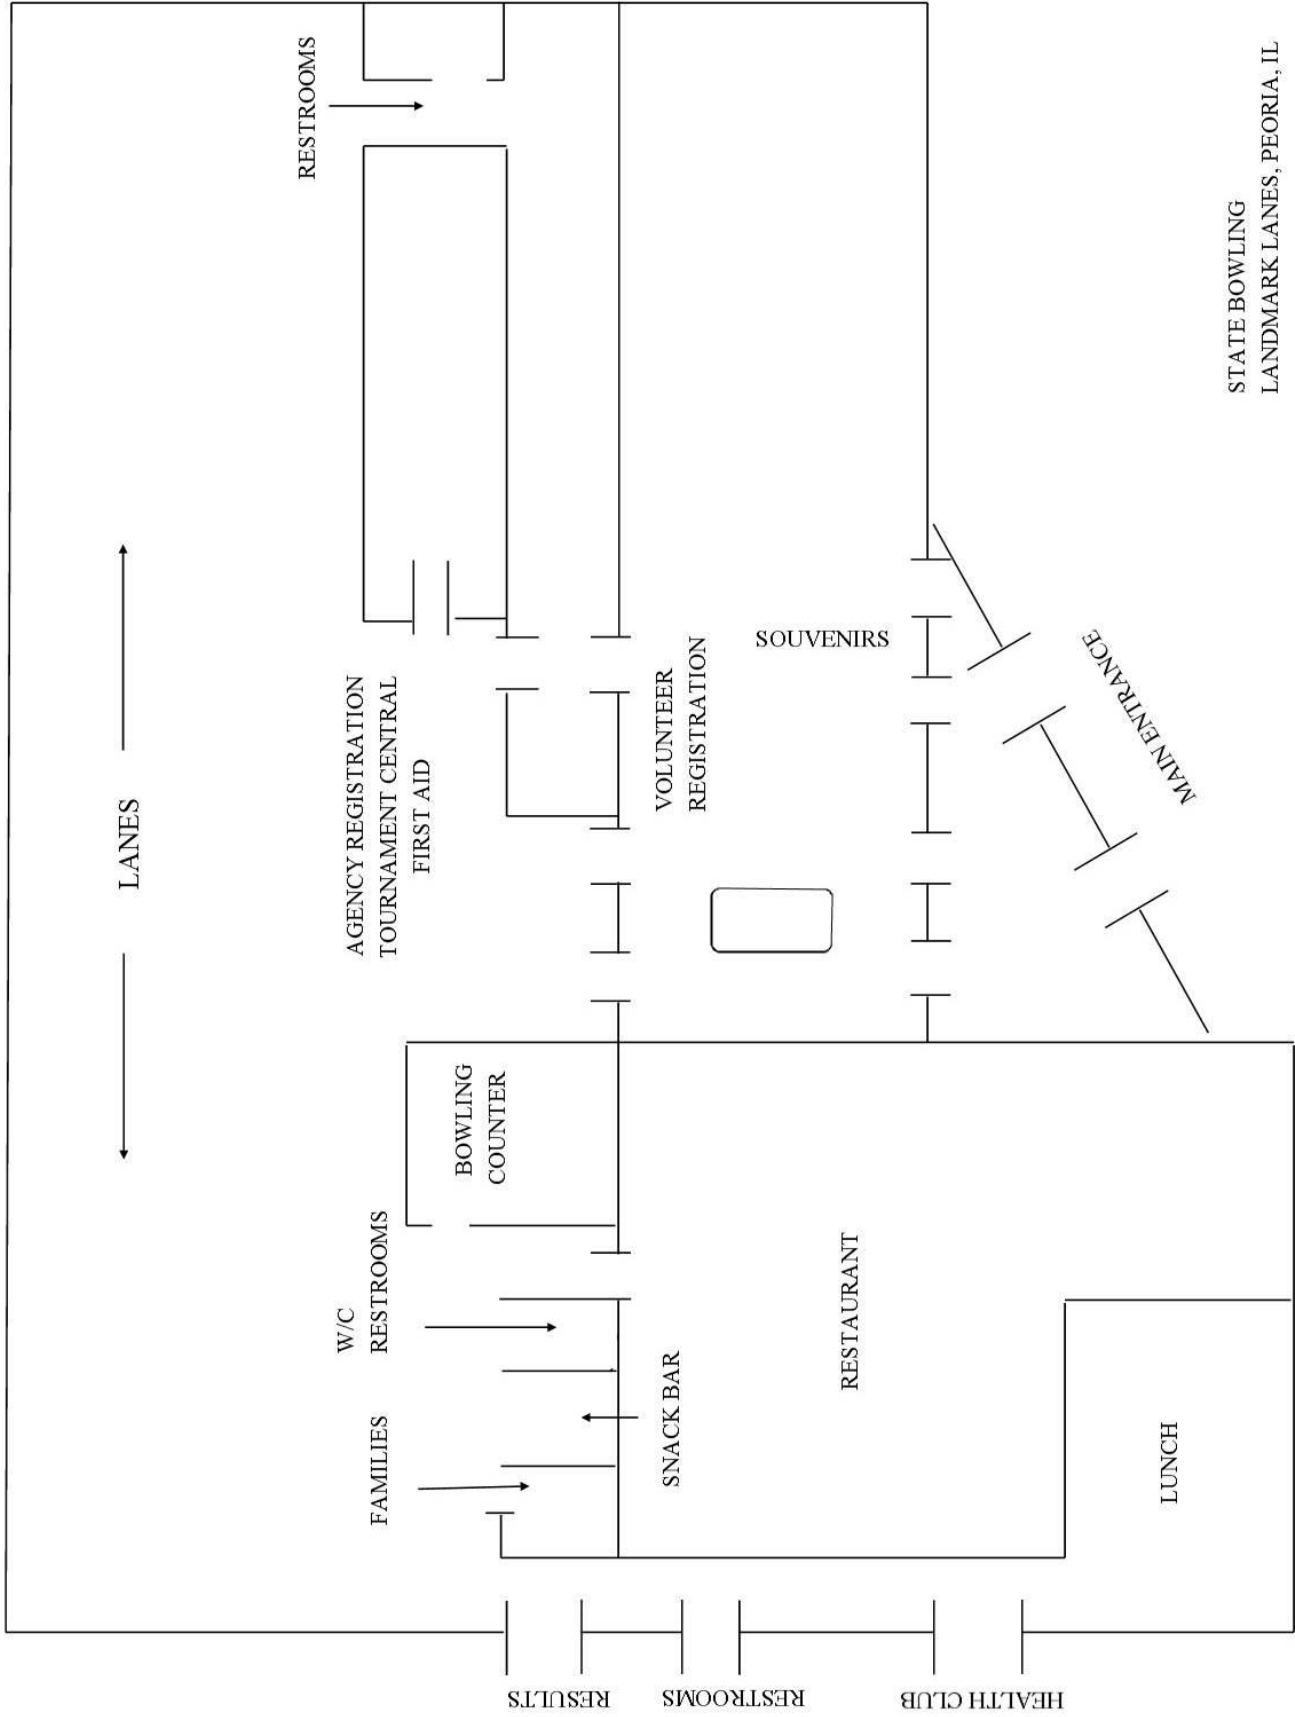 LANES
RESTROOMS
AGENCY REGISTRATION
TOURNAMENT CENTRAL
FIRST AID
W/C
RESTROOMS
FAMILIES
BOWLING
COUNTER
VOLUNTEER
REGISTRATION
SNACK BAR
SOUVENIRS
RESTAURANT
MAIN ENTRANCE
LUNCH
RESULTS
RESTROOMS
HEALTH CLUB
STATE BOWLING
LANDMARK LANES, PEORIA, IL